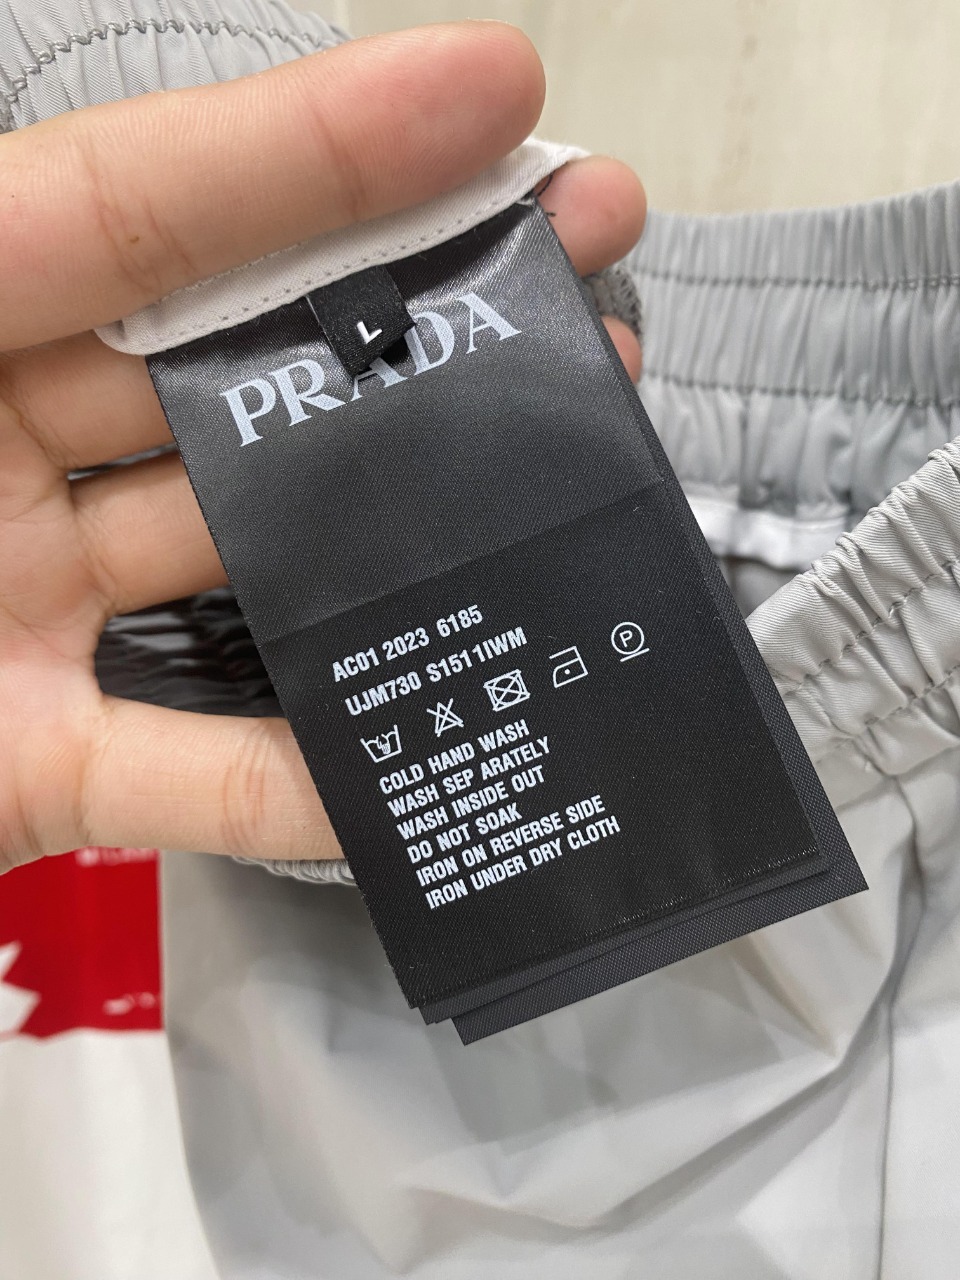 L
PRADA
AC01 2023 6185
UJM730 S151 1IWM
P
COLD HAND WASH
WASH SEP ARATELY
WASH INSIDE OUT
DO NOT SOAK
IRON ON REVERSE SIDE
IRON UNDER DRY CLOTH